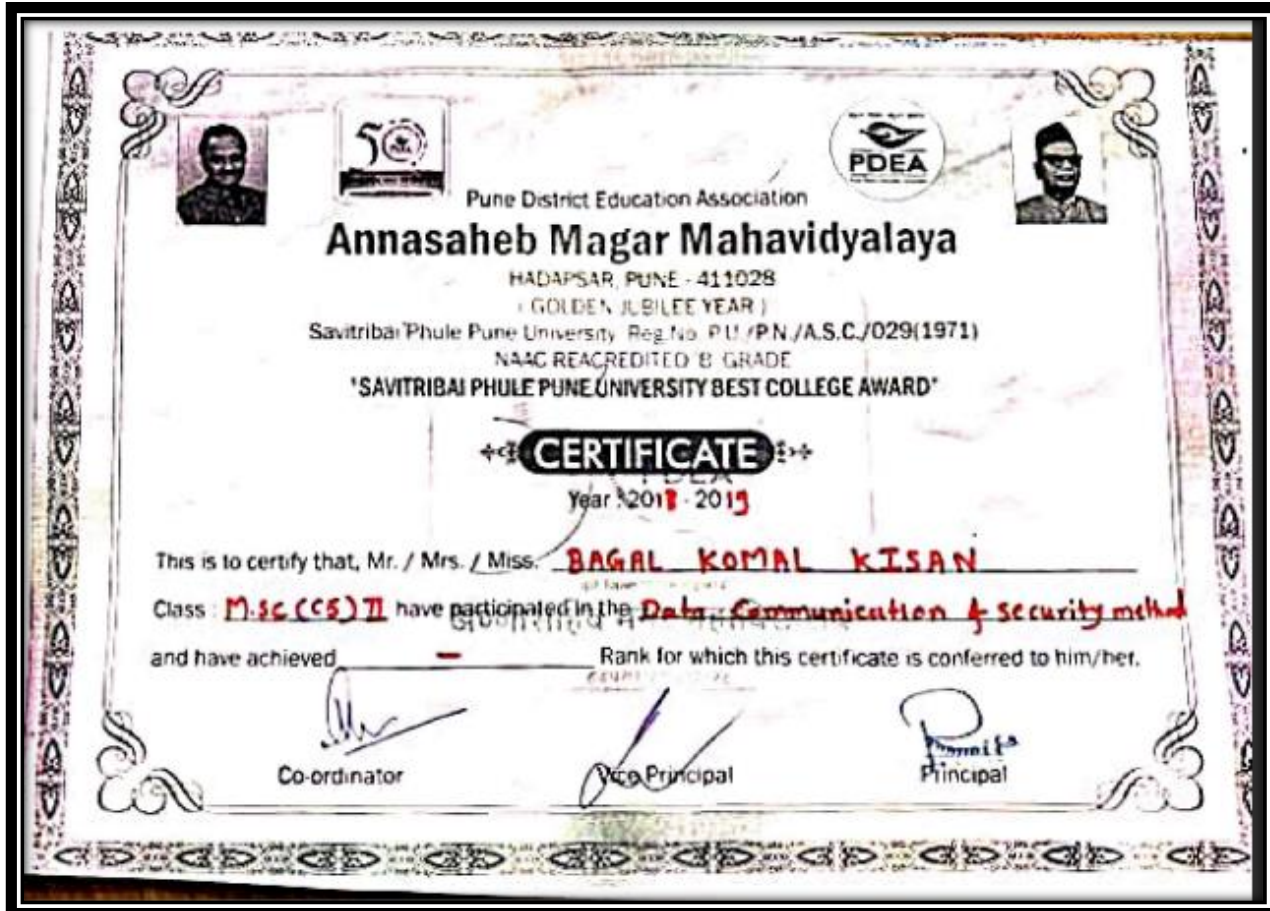 50
PDEA
Pune District Education Association
Annasaheb Magar Mahavidyalaya
HADAPSAR, PUNE - 411028
( GOLDEN JUBILEE YEAR )
Savitribai Phule Pune University Reg.No. P.U./P.N./A.S.C./029(1971)
NAAC REACREDITED 'B' GRADE
"SAVITRIBAI PHULE PUNE UNIVERSITY BEST COLLEGE AWARD"
CERTIFICATE
PDEA
Year : 2018 - 2019
This is to certify that, Mr. / Mrs. / Miss. BAGAL KOMAL KISAN
Class : M.Sc (CS) II have participated in the Data Communication & Security method
and have achieved - Rank for which this certificate is conferred to him/her.
Co-ordinator Vice Principal Principal